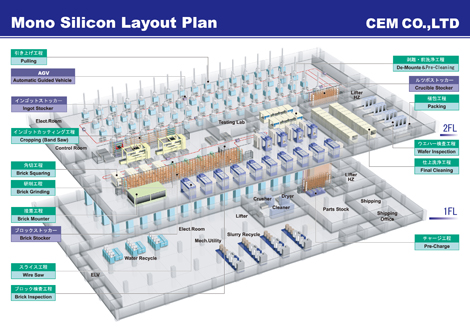 Mono Silicon Layout Plan
CEM CO.,LTD
引き上げ工程
Pulling
AGV
Automatic Guided Vehicle
インゴットストッカー
Ingot Stocker
インゴットカッティング工程
Cropping (Band Saw)
外切工程
Brick Squaring
研削工程
Brick Grinding
接着工程
Brick Mounter
ブロックストッカー
Brick Stocker
スライス工程
Wire Saw
ブロック検査工程
Brick Inspection
剥離・前洗浄工程
De-Mounts &Pre-Cleaning
ルツボストッカー
Crucible Stocker
梱包工程
Packing
2FL
ウエハー検査工程
Wafer Inspection
仕上洗浄工程
Final Cleaning
1FL
チャージ工程
Pre-Charge
Elect.Room
Control Room
Testing Lab
Lifter
HZ
Lifter
HZ
Crusher
Dryer
Cleaner
Lifter
Parts Stock
Shipping
Shipping
Office
Elect.Room
Mech.Utility
Slurry Recycle
Water Recycle
ELV